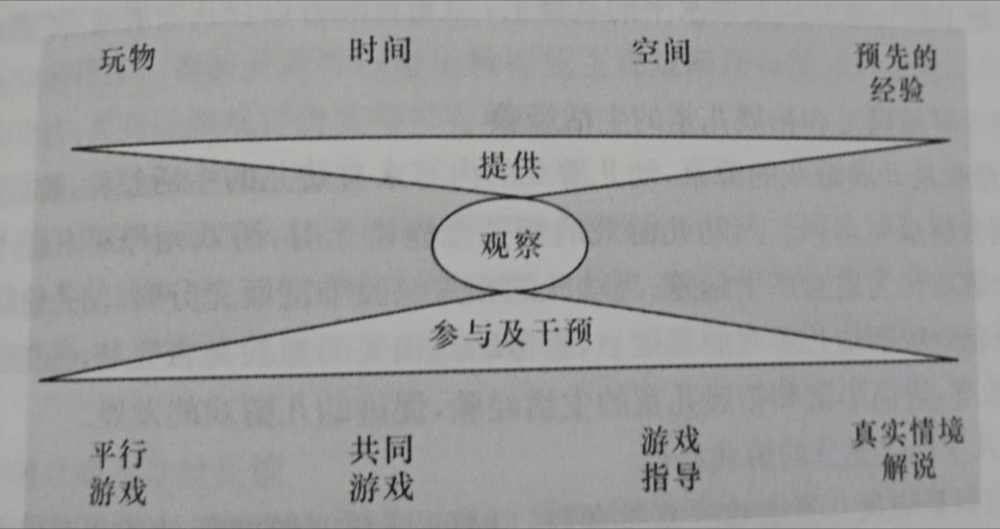 玩物 时间 空间 预先的
经验
提供
观察
参与及干预
平行 共同 游戏 真实情境
游戏 游戏 指导 解说